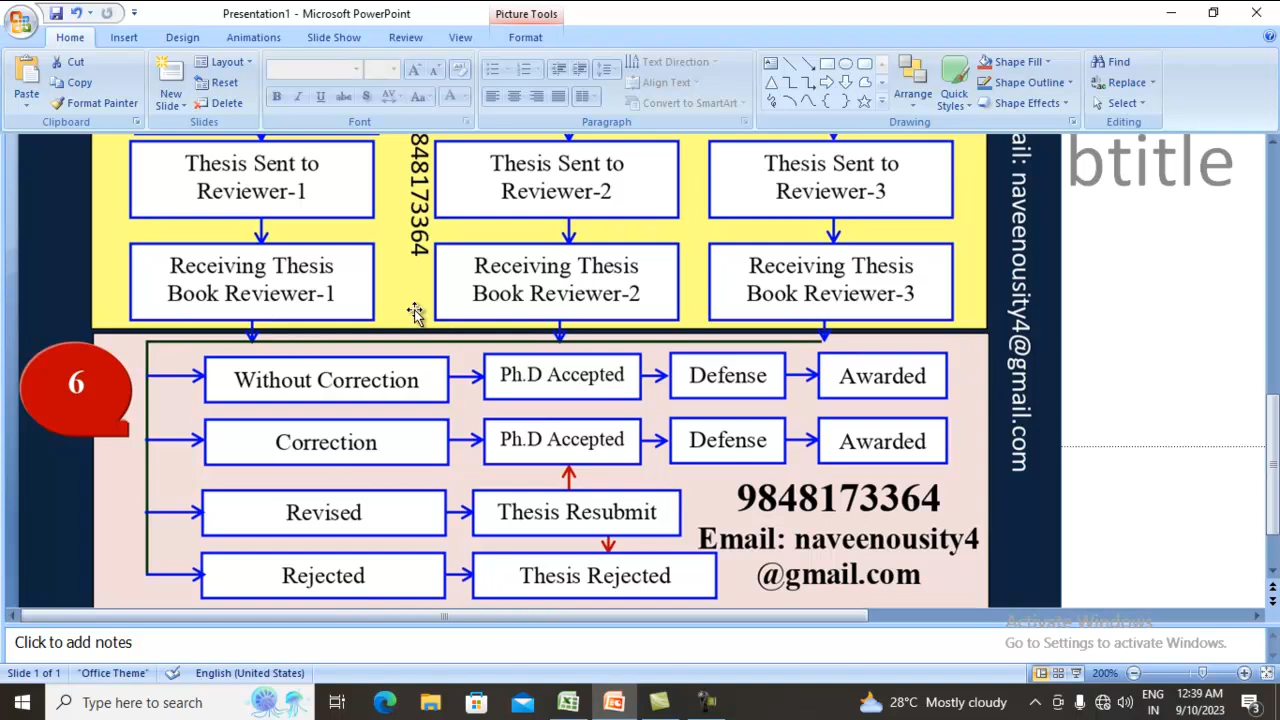 Presentation1 - Microsoft PowerPoint
Picture Tools
Home
Insert
Design
Animations
Slide Show
Review
View
Format
Paste
Cut
Copy
Format Painter
Clipboard
New
Slide
Layout
Reset
Delete
Slides
B I U abc S AV Aa A
Font
Text Direction
Align Text
Convert to SmartArt
Paragraph
Arrange
Quick
Styles
Shape Fill
Shape Outline
Shape Effects
Drawing
Find
Replace
Select
Editing
Thesis Sent to
Reviewer-1
Thesis Sent to
Reviewer-2
Thesis Sent to
Reviewer-3
848173364
ail: naveenousity4@gmail.com
btitle
Receiving Thesis
Book Reviewer-1
Receiving Thesis
Book Reviewer-2
Receiving Thesis
Book Reviewer-3
6
Without Correction
Ph.D Accepted
Defense
Awarded
Correction
Ph.D Accepted
Defense
Awarded
Revised
Thesis Resubmit
Rejected
Thesis Rejected
9848173364
Email: naveenousity4
@gmail.com
Click to add notes
Activate Windows
Go to Settings to activate Windows.
Slide 1 of 1
"Office Theme"
English (United States)
200%
Type here to search
28°C Mostly cloudy
ENG
IN
12:39 AM
9/10/2023
3